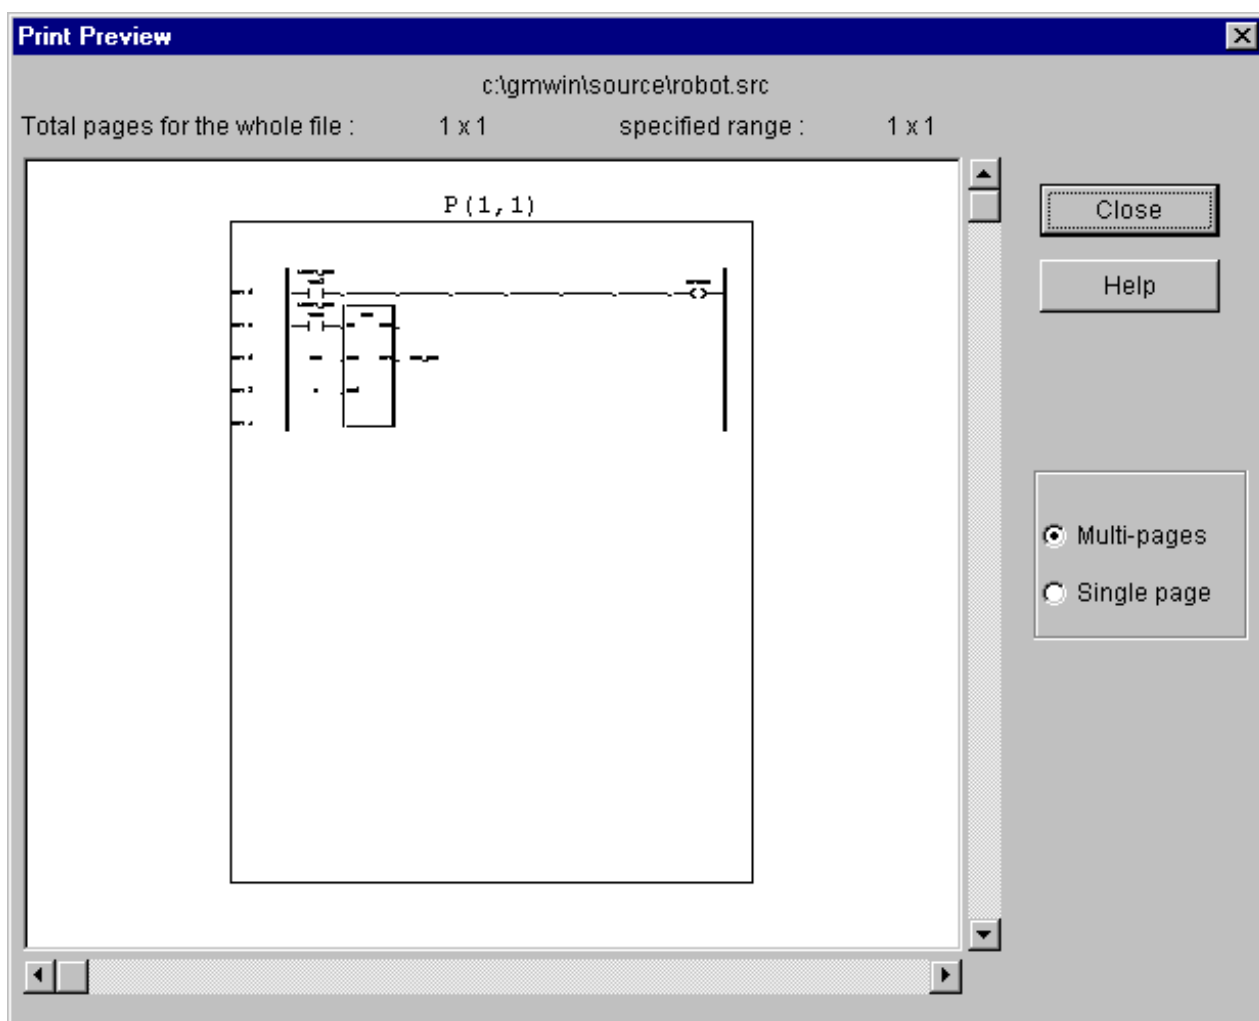 Print Preview
c:\gmwin\source\robot.src
Total pages for the whole file : 1 x 1 specified range : 1 x 1
P(1,1)
Close
Help
Multi-pages
Single page